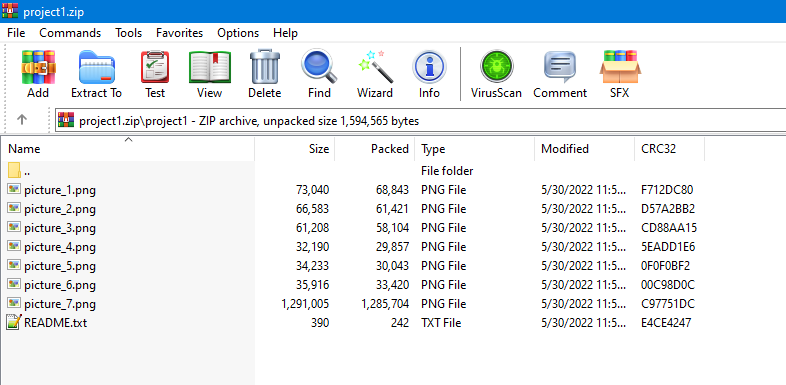 project1.zip
File Commands Tools Favorites Options Help
Add Extract To Test View Delete Find Wizard Info VirusScan Comment SFX
project1.zip\project1 - ZIP archive, unpacked size 1,594,565 bytes
Name Size Packed Type Modified CRC32
.. File folder
picture_1.png 73,040 68,843 PNG File 5/30/2022 11:5... F712DC80
picture_2.png 66,583 61,421 PNG File 5/30/2022 11:5... D57A2BB2
picture_3.png 61,208 58,104 PNG File 5/30/2022 11:5... CD88AA15
picture_4.png 32,190 29,857 PNG File 5/30/2022 11:5... 5EADD1E6
picture_5.png 34,233 30,043 PNG File 5/30/2022 11:5... 0F0F0BF2
picture_6.png 35,916 33,420 PNG File 5/30/2022 11:5... 00C98D0C
picture_7.png 1,291,005 1,285,704 PNG File 5/30/2022 11:5... C97751DC
README.txt 390 242 TXT File 5/30/2022 11:5... E4CE4247